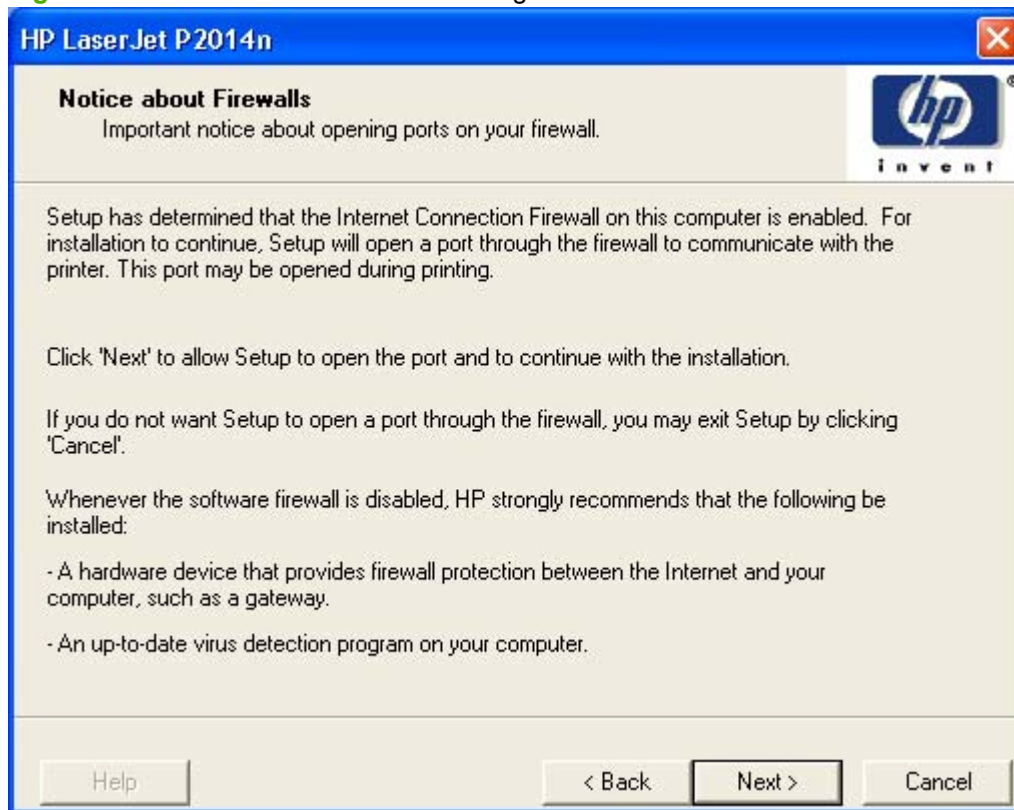 HP LaserJet P2014n
Notice about Firewalls
Important notice about opening ports on your firewall.
hp
®
invent
Setup has determined that the Internet Connection Firewall on this computer is enabled. For
installation to continue, Setup will open a port through the firewall to communicate with the
printer. This port may be opened during printing.
Click 'Next' to allow Setup to open the port and to continue with the installation.
If you do not want Setup to open a port through the firewall, you may exit Setup by clicking
'Cancel'.
Whenever the software firewall is disabled, HP strongly recommends that the following be
installed:
- A hardware device that provides firewall protection between the Internet and your
computer, such as a gateway.
- An up-to-date virus detection program on your computer.
Help
< Back
Next >
Cancel